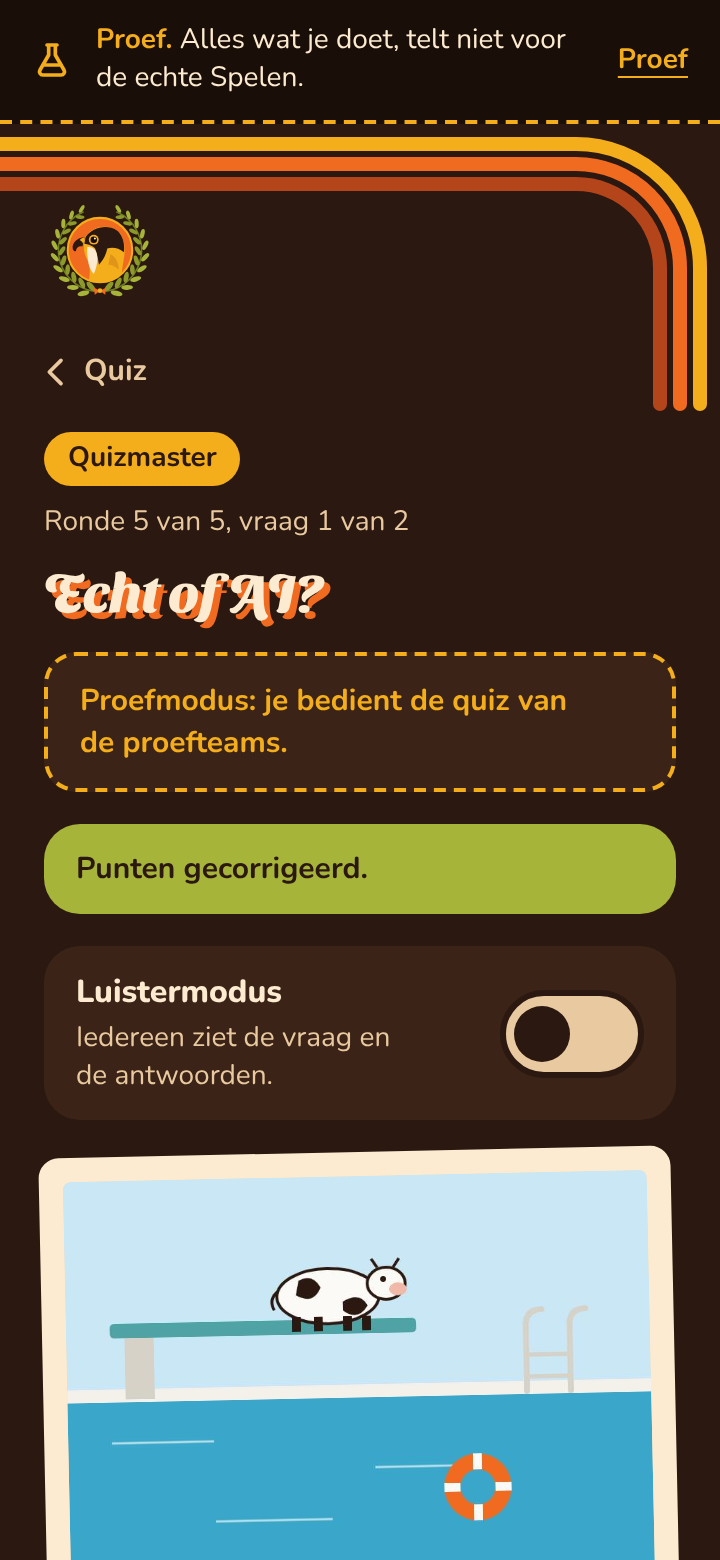 Proef. Alles wat je doet, telt niet voor
de echte Spelen.
Proef
Quiz
Quizmaster
Ronde 5 van 5, vraag 1 van 2
Echt of AI?
Proefmodus: je bedient de quiz van
de proefteams.
Punten gecorrigeerd.
Luistermodus
Iedereen ziet de vraag en
de antwoorden.